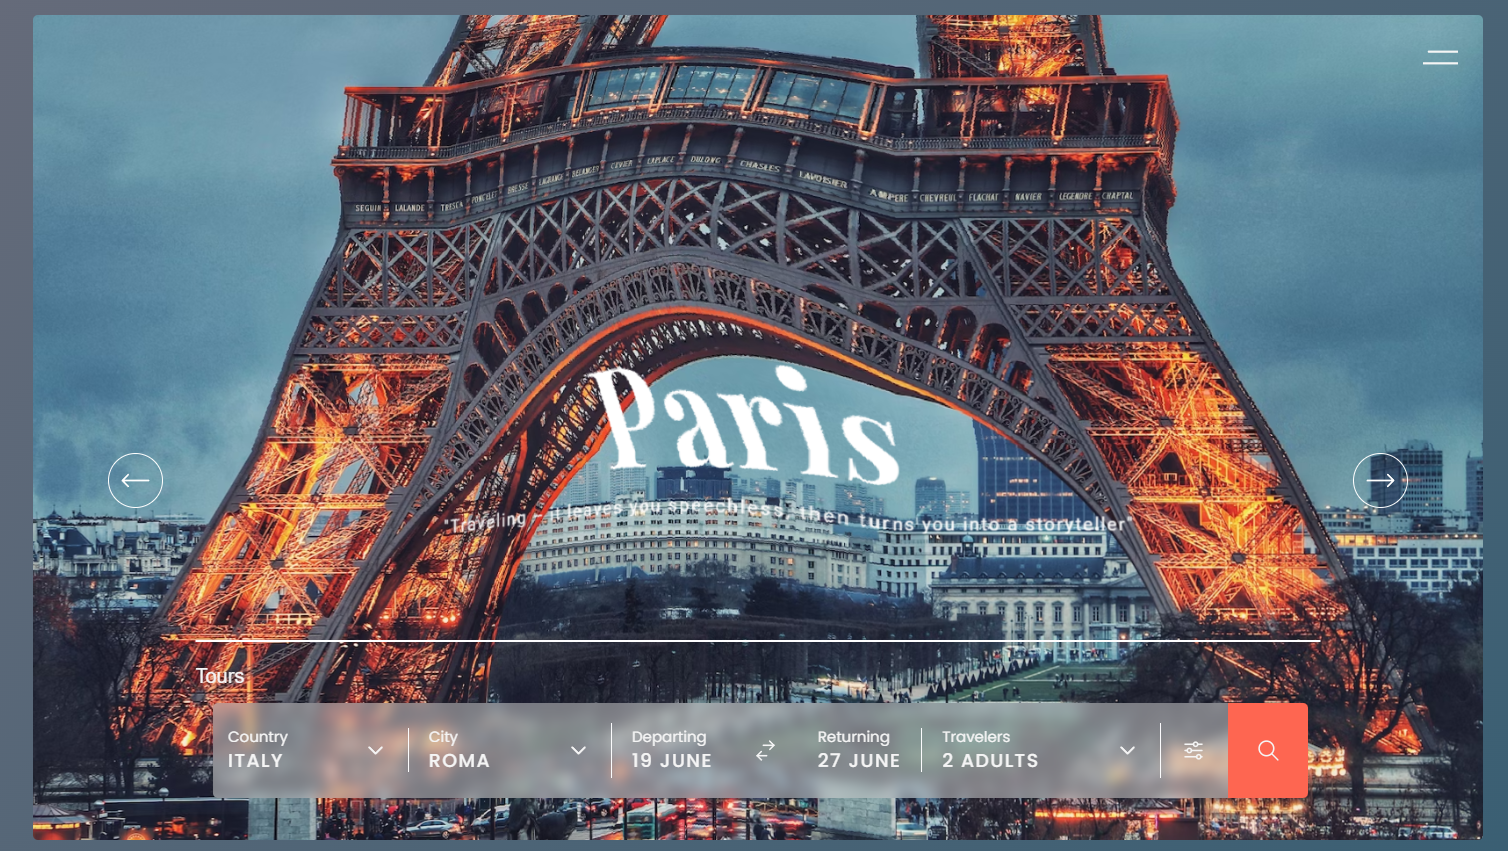 SEGUIN LALANDE TRESCA PONCELET BRESSE LAGRANGE BELANGER CUVIER LAPLACE DULONG CHASLES LAVOISIER AMPERE CHEVREUL FLACHAT NAVIER LEGENDRE CHAPTAL
Paris
"Traveling – it leaves you speechless, then turns you into a storyteller"
Tours
Country City Departing Returning Travelers
ITALY ROMA 19 JUNE 27 JUNE 2 ADULTS